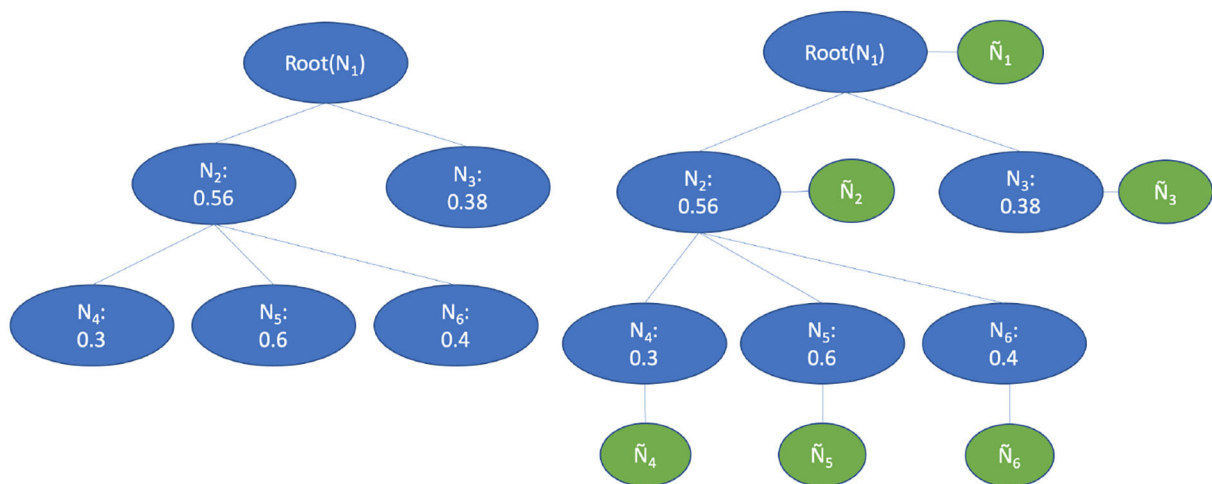 Root(N₁)
N₂:
0.56
N₃:
0.38
N₄:
0.3
N₅:
0.6
N₆:
0.4
Root(N₁)
Ñ₁
N₂:
0.56
Ñ₂
N₃:
0.38
Ñ₃
N₄:
0.3
N₅:
0.6
N₆:
0.4
Ñ₄
Ñ₅
Ñ₆